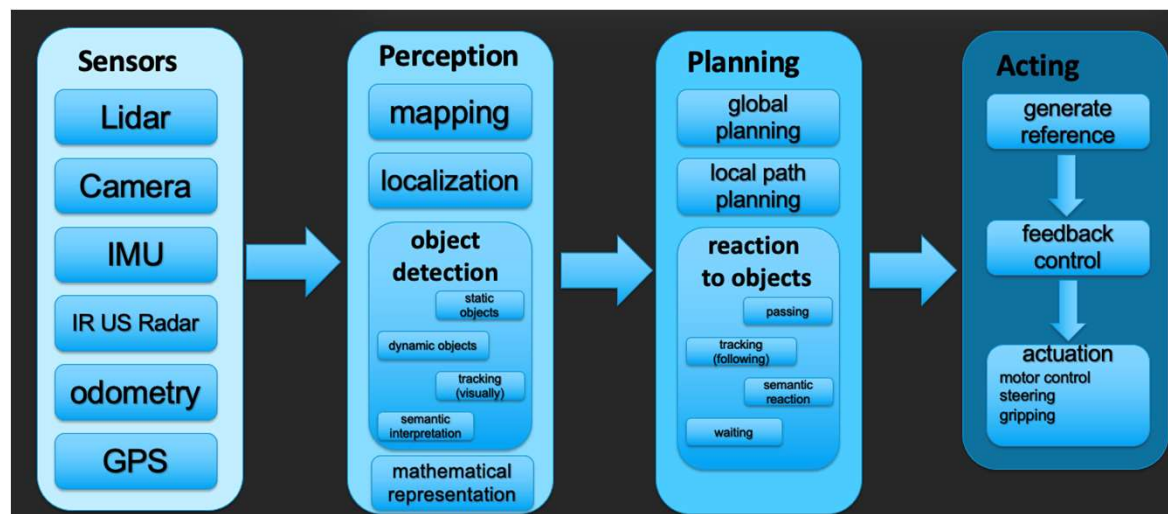 Sensors
Lidar
Camera
IMU
IR US Radar
odometry
GPS
Perception
mapping
localization
object
detection
static
objects
dynamic objects
tracking
(visually)
semantic
interpretation
mathematical
representation
Planning
global
planning
local path
planning
reaction
to objects
passing
tracking
(following)
semantic
reaction
waiting
Acting
generate
reference
feedback
control
actuation
motor control
steering
gripping